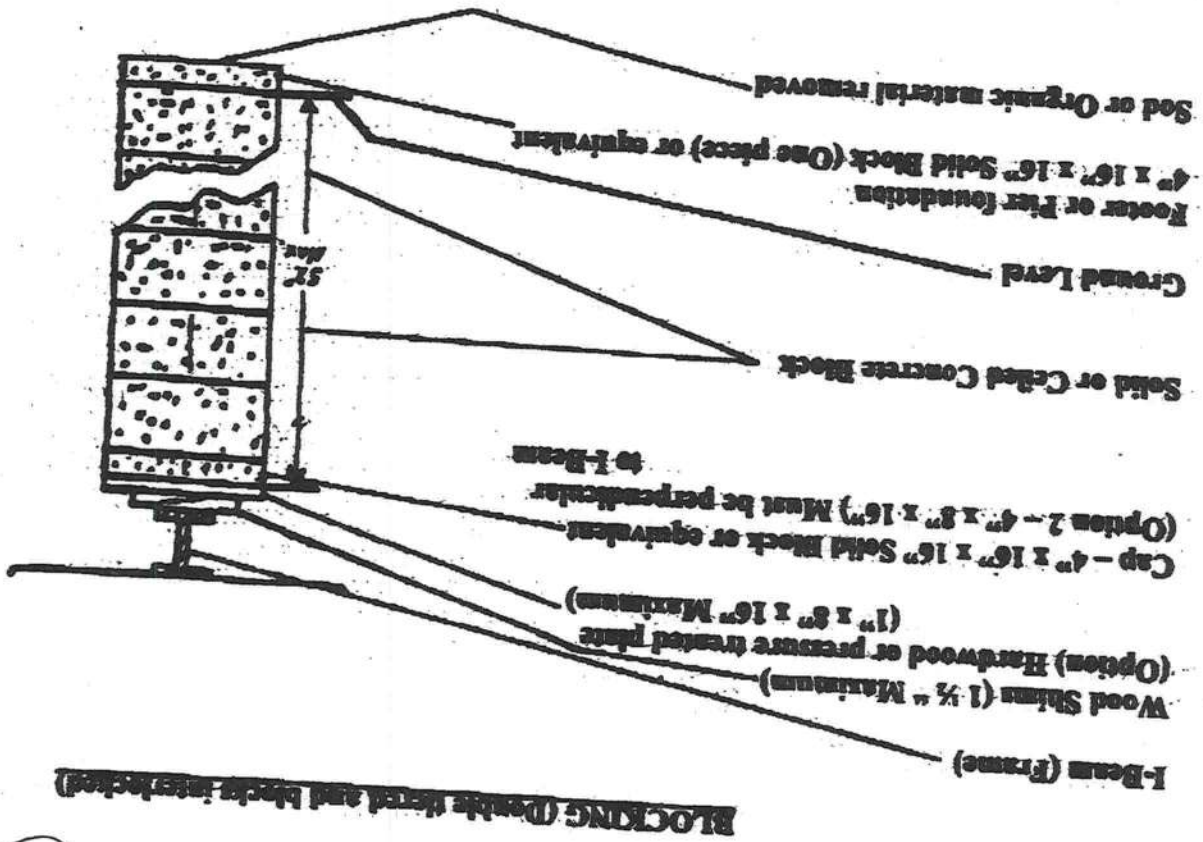 BLOCKING (Double tiered and blocks interlocked)
I-Beam (Frame)
Wood Shims (1 ½ “ Maximum)
(Option) Hardwood or pressure treated plate
(1” x 8” x 16” Maximum)
Cap – 4” x 16” x 16” Solid Block or equivalent
(Option 2 – 4” x 8” x 16”) Must be perpendicular
to I-Beam
Solid or Celled Concrete Block
52"
Max
Ground Level
Footer or Pier foundation
4” x 16” x 16” Solid Block (One piece) or equivalent
Sod or Organic material removed